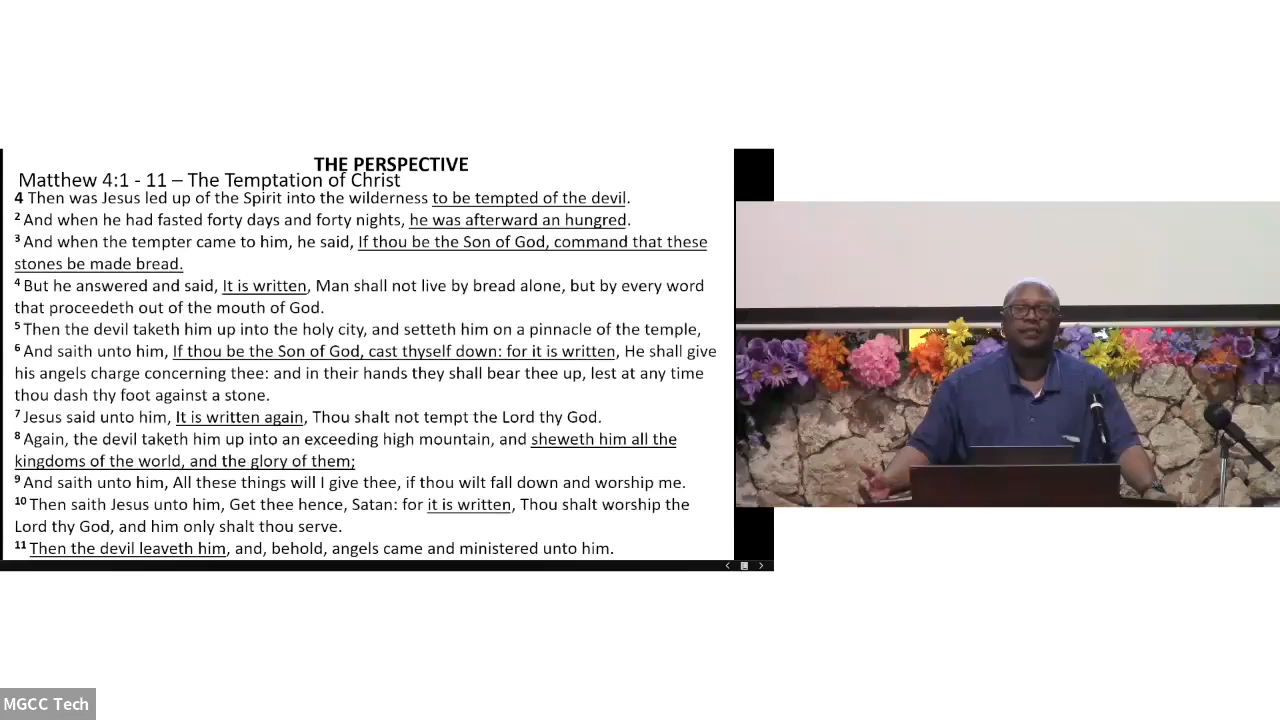 THE PERSPECTIVE
Matthew 4:1 - 11 – The Temptation of Christ
4 Then was Jesus led up of the Spirit into the wilderness to be tempted of the devil.
2 And when he had fasted forty days and forty nights, he was afterward an hungred.
3 And when the tempter came to him, he said, If thou be the Son of God, command that these
stones be made bread.
4 But he answered and said, It is written, Man shall not live by bread alone, but by every word
that proceedeth out of the mouth of God.
5 Then the devil taketh him up into the holy city, and setteth him on a pinnacle of the temple,
6 And saith unto him, If thou be the Son of God, cast thyself down: for it is written, He shall give
his angels charge concerning thee: and in their hands they shall bear thee up, lest at any time
thou dash thy foot against a stone.
7 Jesus said unto him, It is written again, Thou shalt not tempt the Lord thy God.
8 Again, the devil taketh him up into an exceeding high mountain, and sheweth him all the
kingdoms of the world, and the glory of them;
9 And saith unto him, All these things will I give thee, if thou wilt fall down and worship me.
10 Then saith Jesus unto him, Get thee hence, Satan: for it is written, Thou shalt worship the
Lord thy God, and him only shalt thou serve.
11 Then the devil leaveth him, and, behold, angels came and ministered unto him.
MGCC Tech